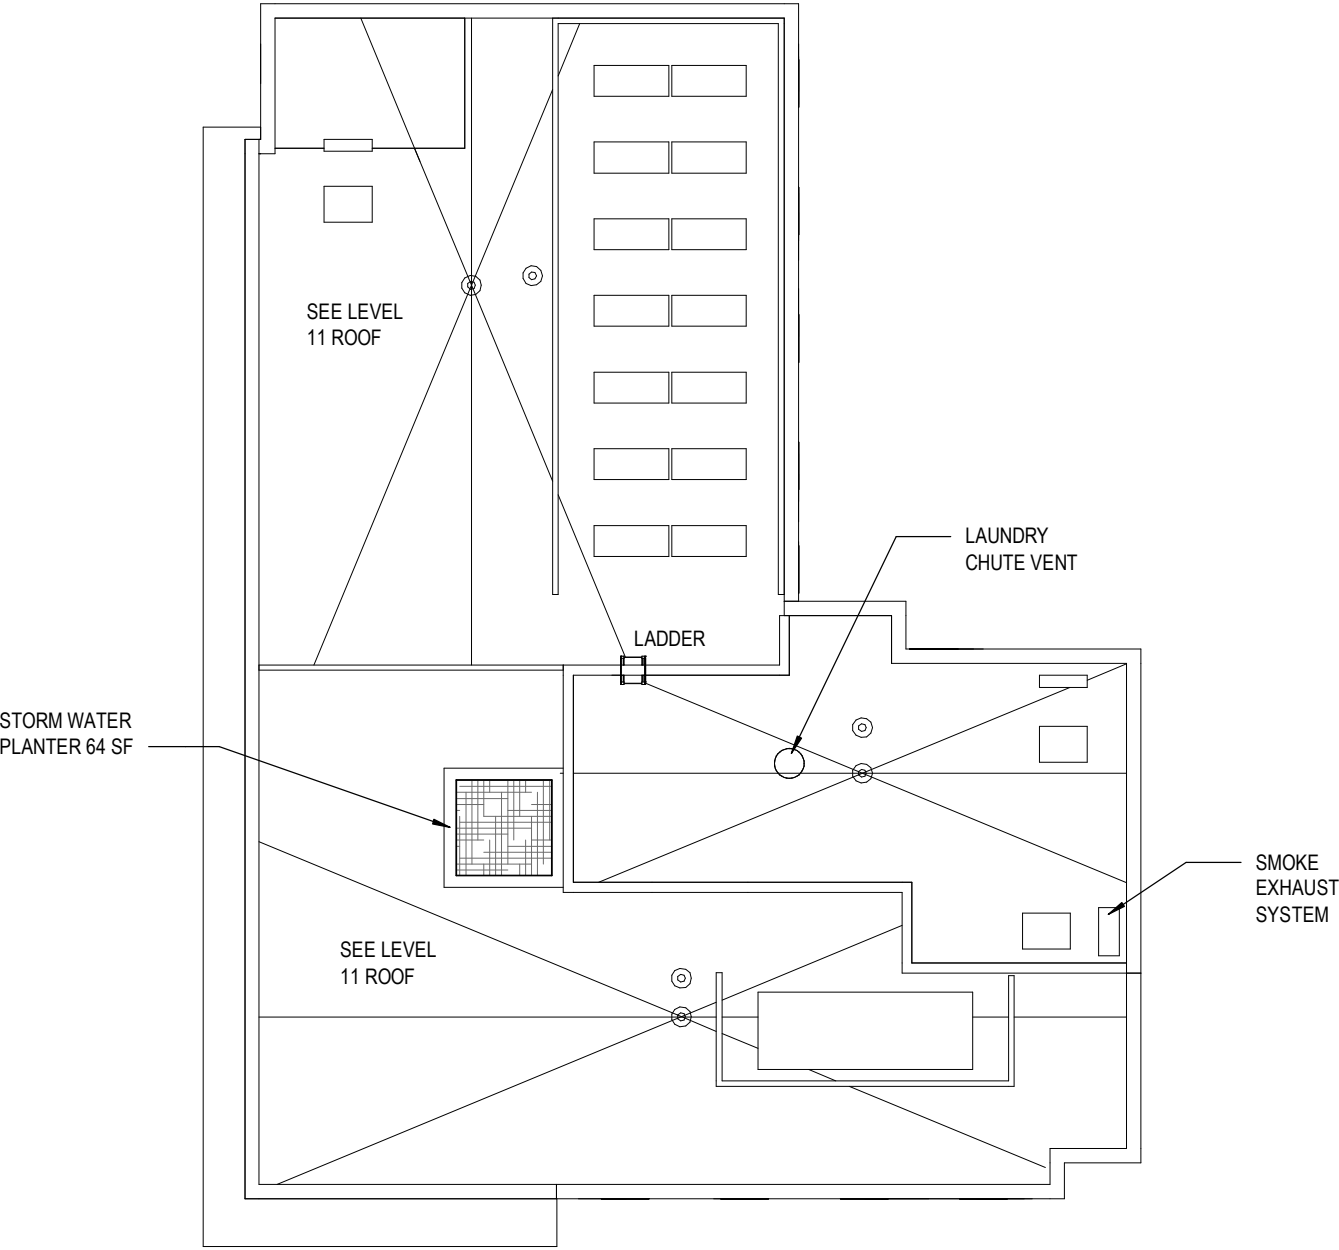 SEE LEVEL
11 ROOF
LAUNDRY
CHUTE VENT
LADDER
STORM WATER
PLANTER 64 SF
SMOKE
EXHAUST
SYSTEM
SEE LEVEL
11 ROOF